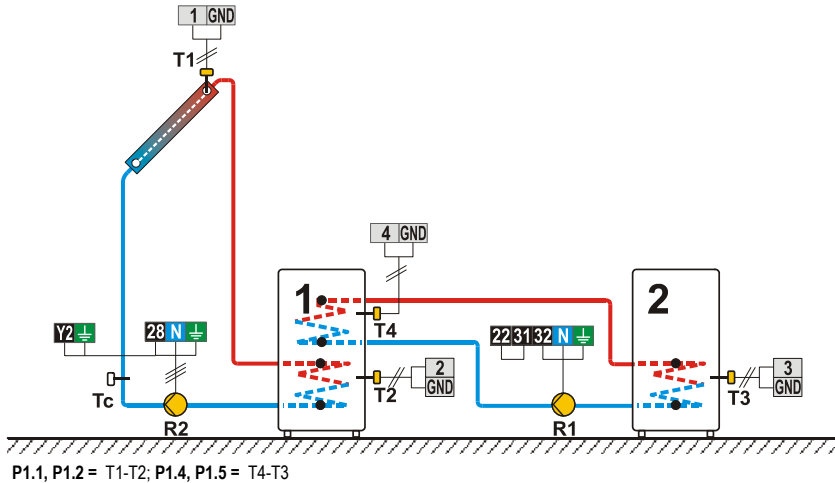 1 GND
T1
4 GND
1
2
T4
Y2
28 N
22 31 32 N
2
GND
3
GND
Tc
T2
T3
R2
R1
P1.1, P1.2 = T1-T2; P1.4, P1.5 = T4-T3